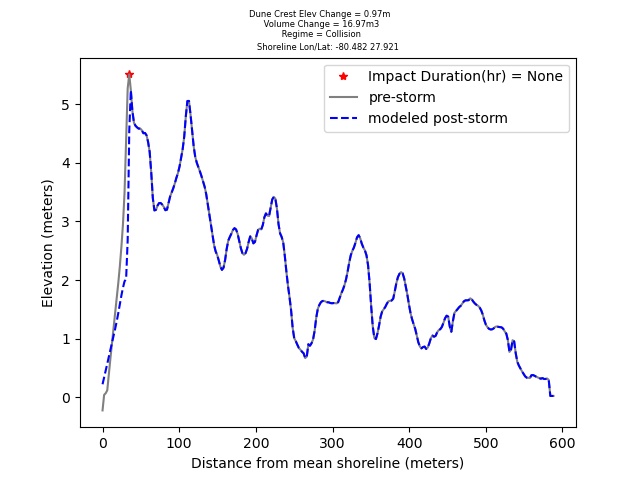 Dune Crest Elev Change = 0.97m
Volume Change = 16.97m3
Regime = Collision
Shoreline Lon/Lat: -80.482 27.921
Impact Duration(hr) = None
pre-storm
modeled post-storm
Elevation (meters)
5
4
3
2
1
0
0 100 200 300 400 500 600
Distance from mean shoreline (meters)